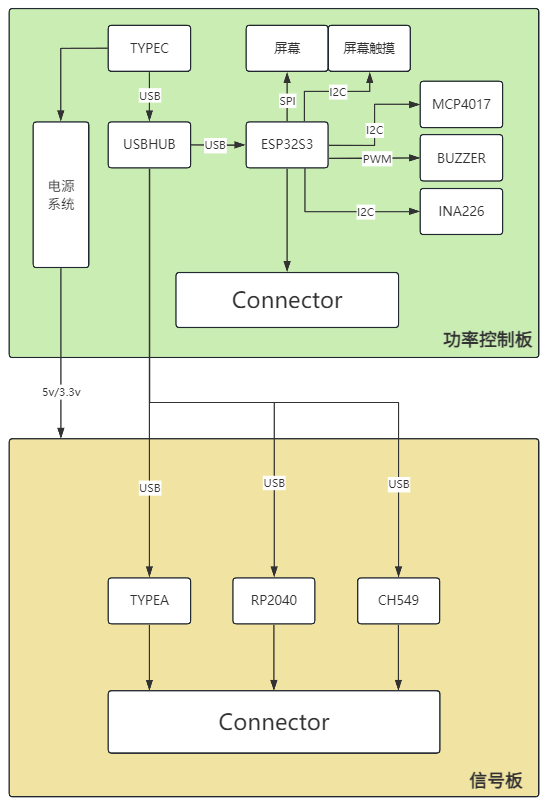 TYPEC
屏幕
屏幕触摸
USB
SPI
I2C
MCP4017
电源
系统
USBHUB
USB
ESP32S3
I2C
PWM
BUZZER
I2C
INA226
Connector
功率控制板
5v/3.3v
USB
USB
USB
TYPEA
RP2040
CH549
Connector
信号板